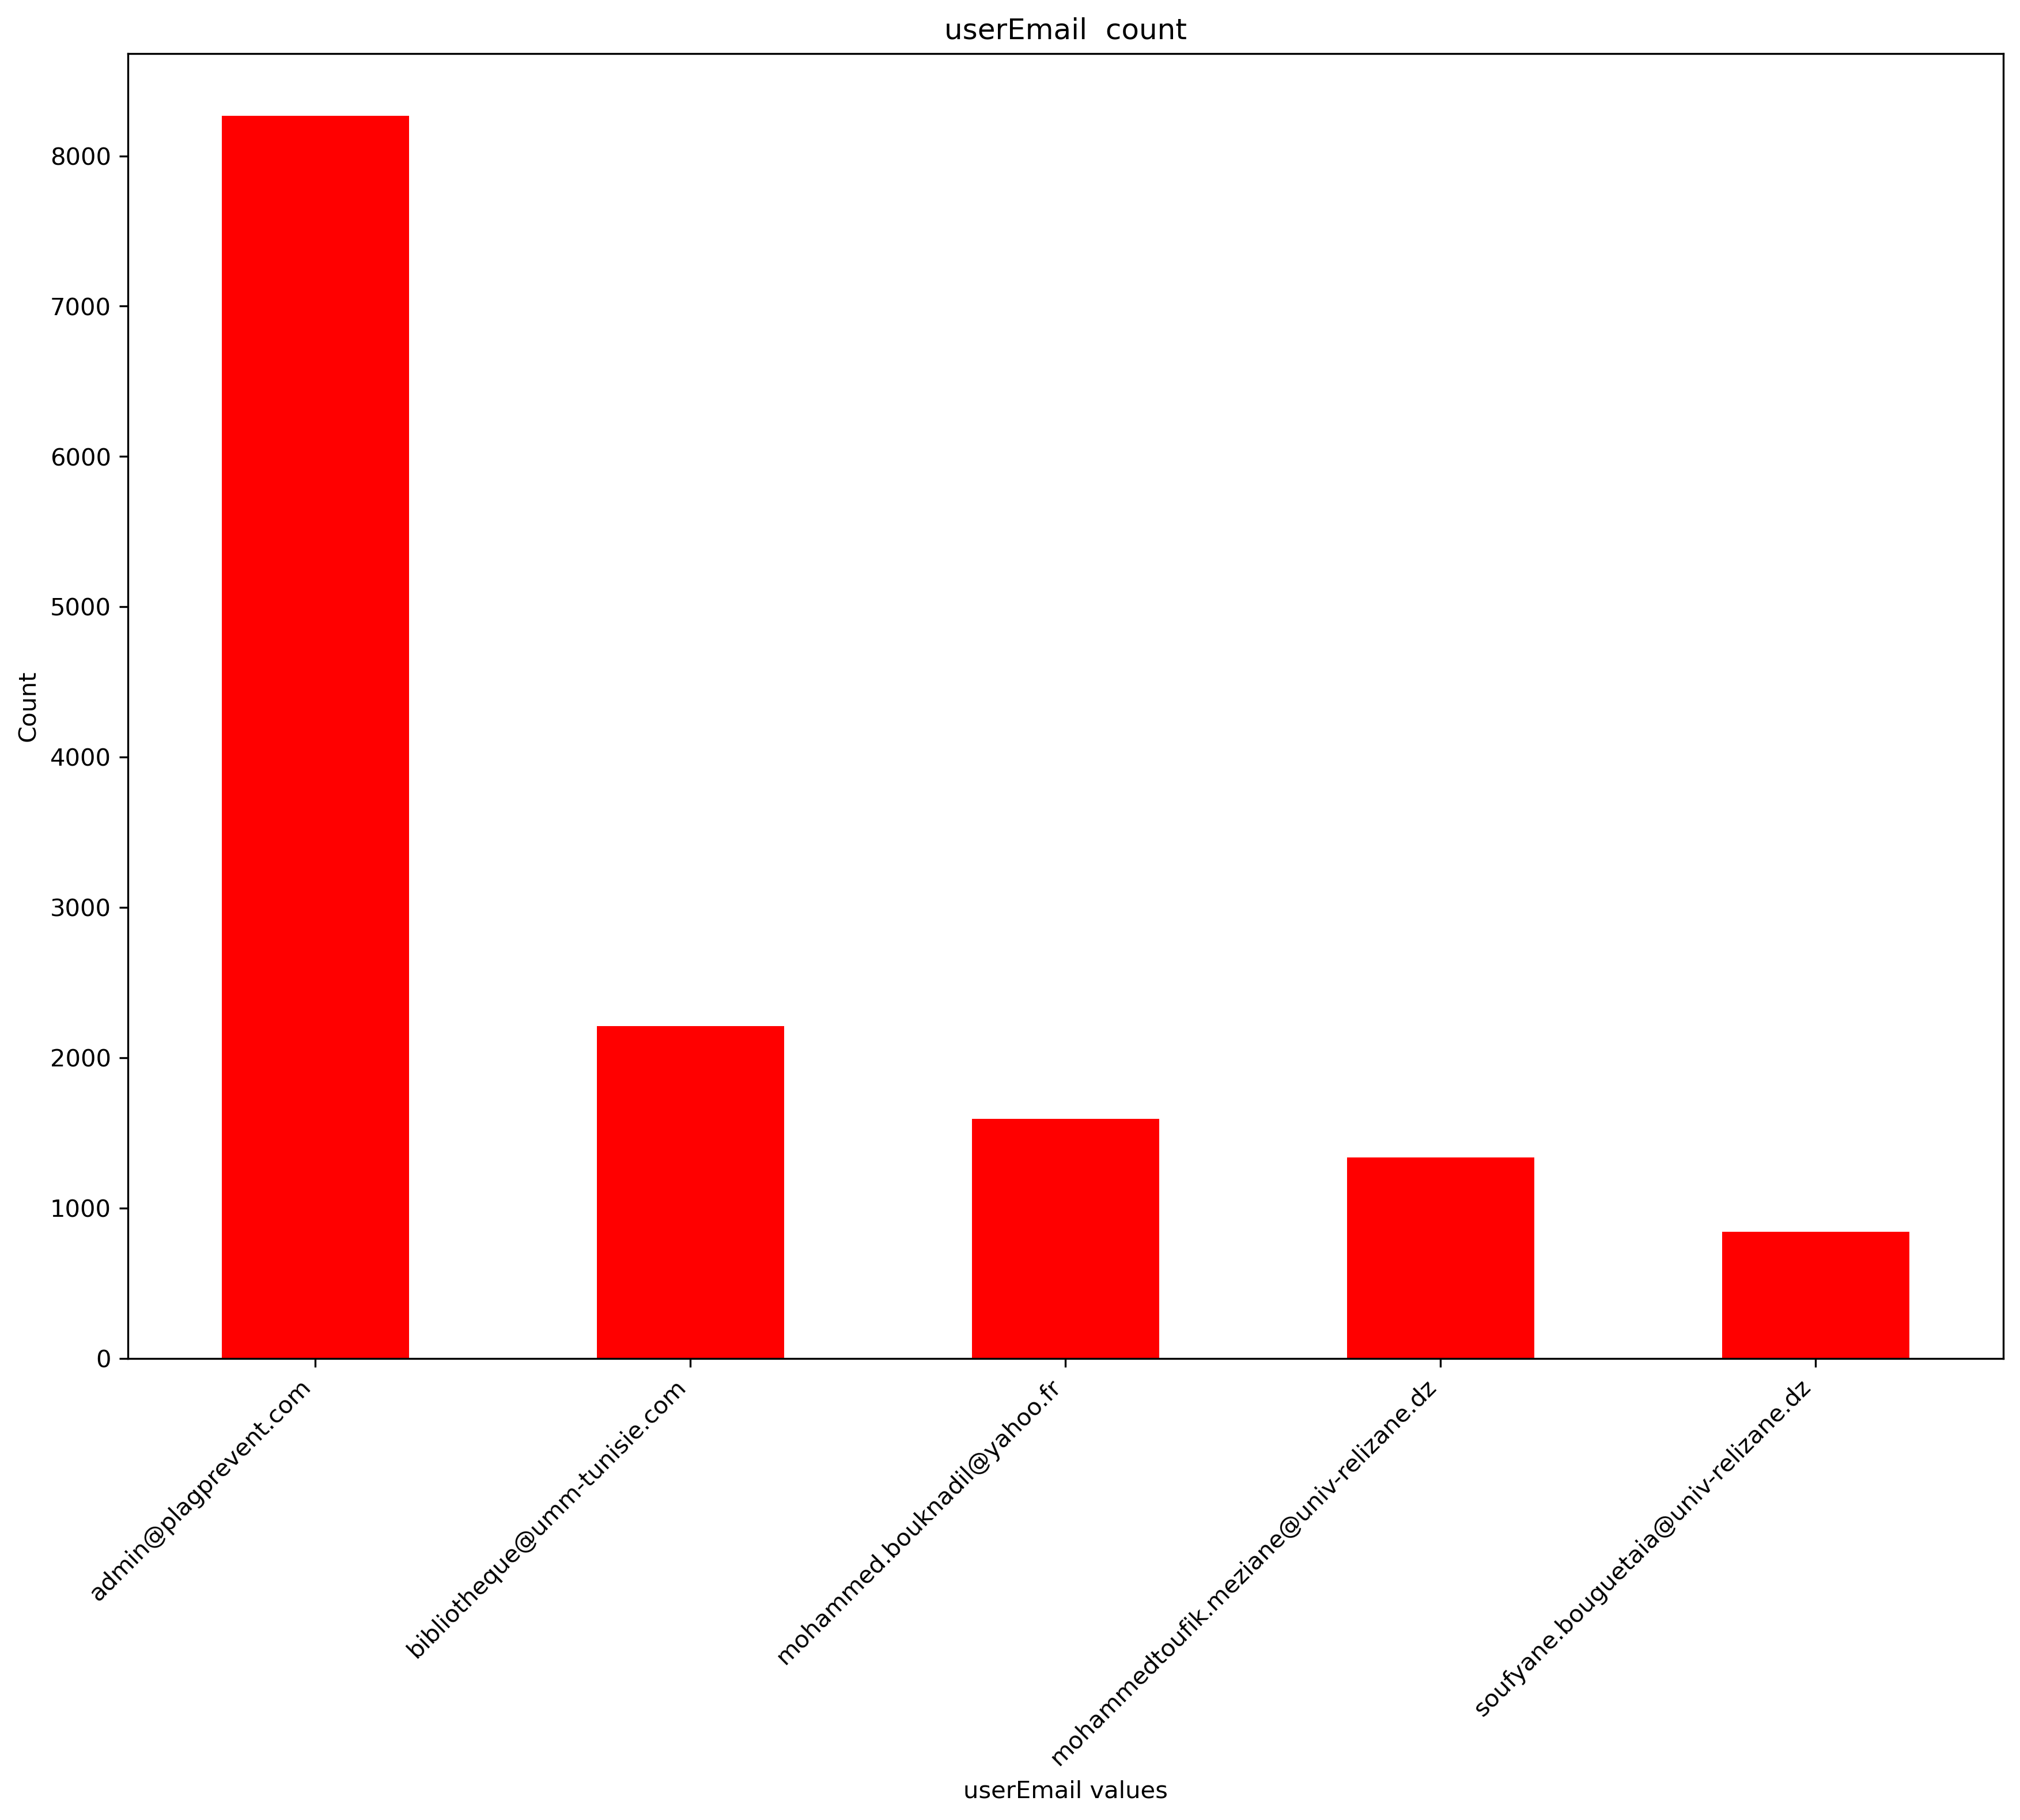 userEmail  count
8000
7000
6000
5000
4000
3000
2000
1000
0
Count
admin@plagprevent.com
bibliotheque@umm-tunisie.com
mohammed.bouknadil@yahoo.fr
mohammedtoufik.meziane@univ-relizane.dz
soufyane.bouguetaia@univ-relizane.dz
userEmail values